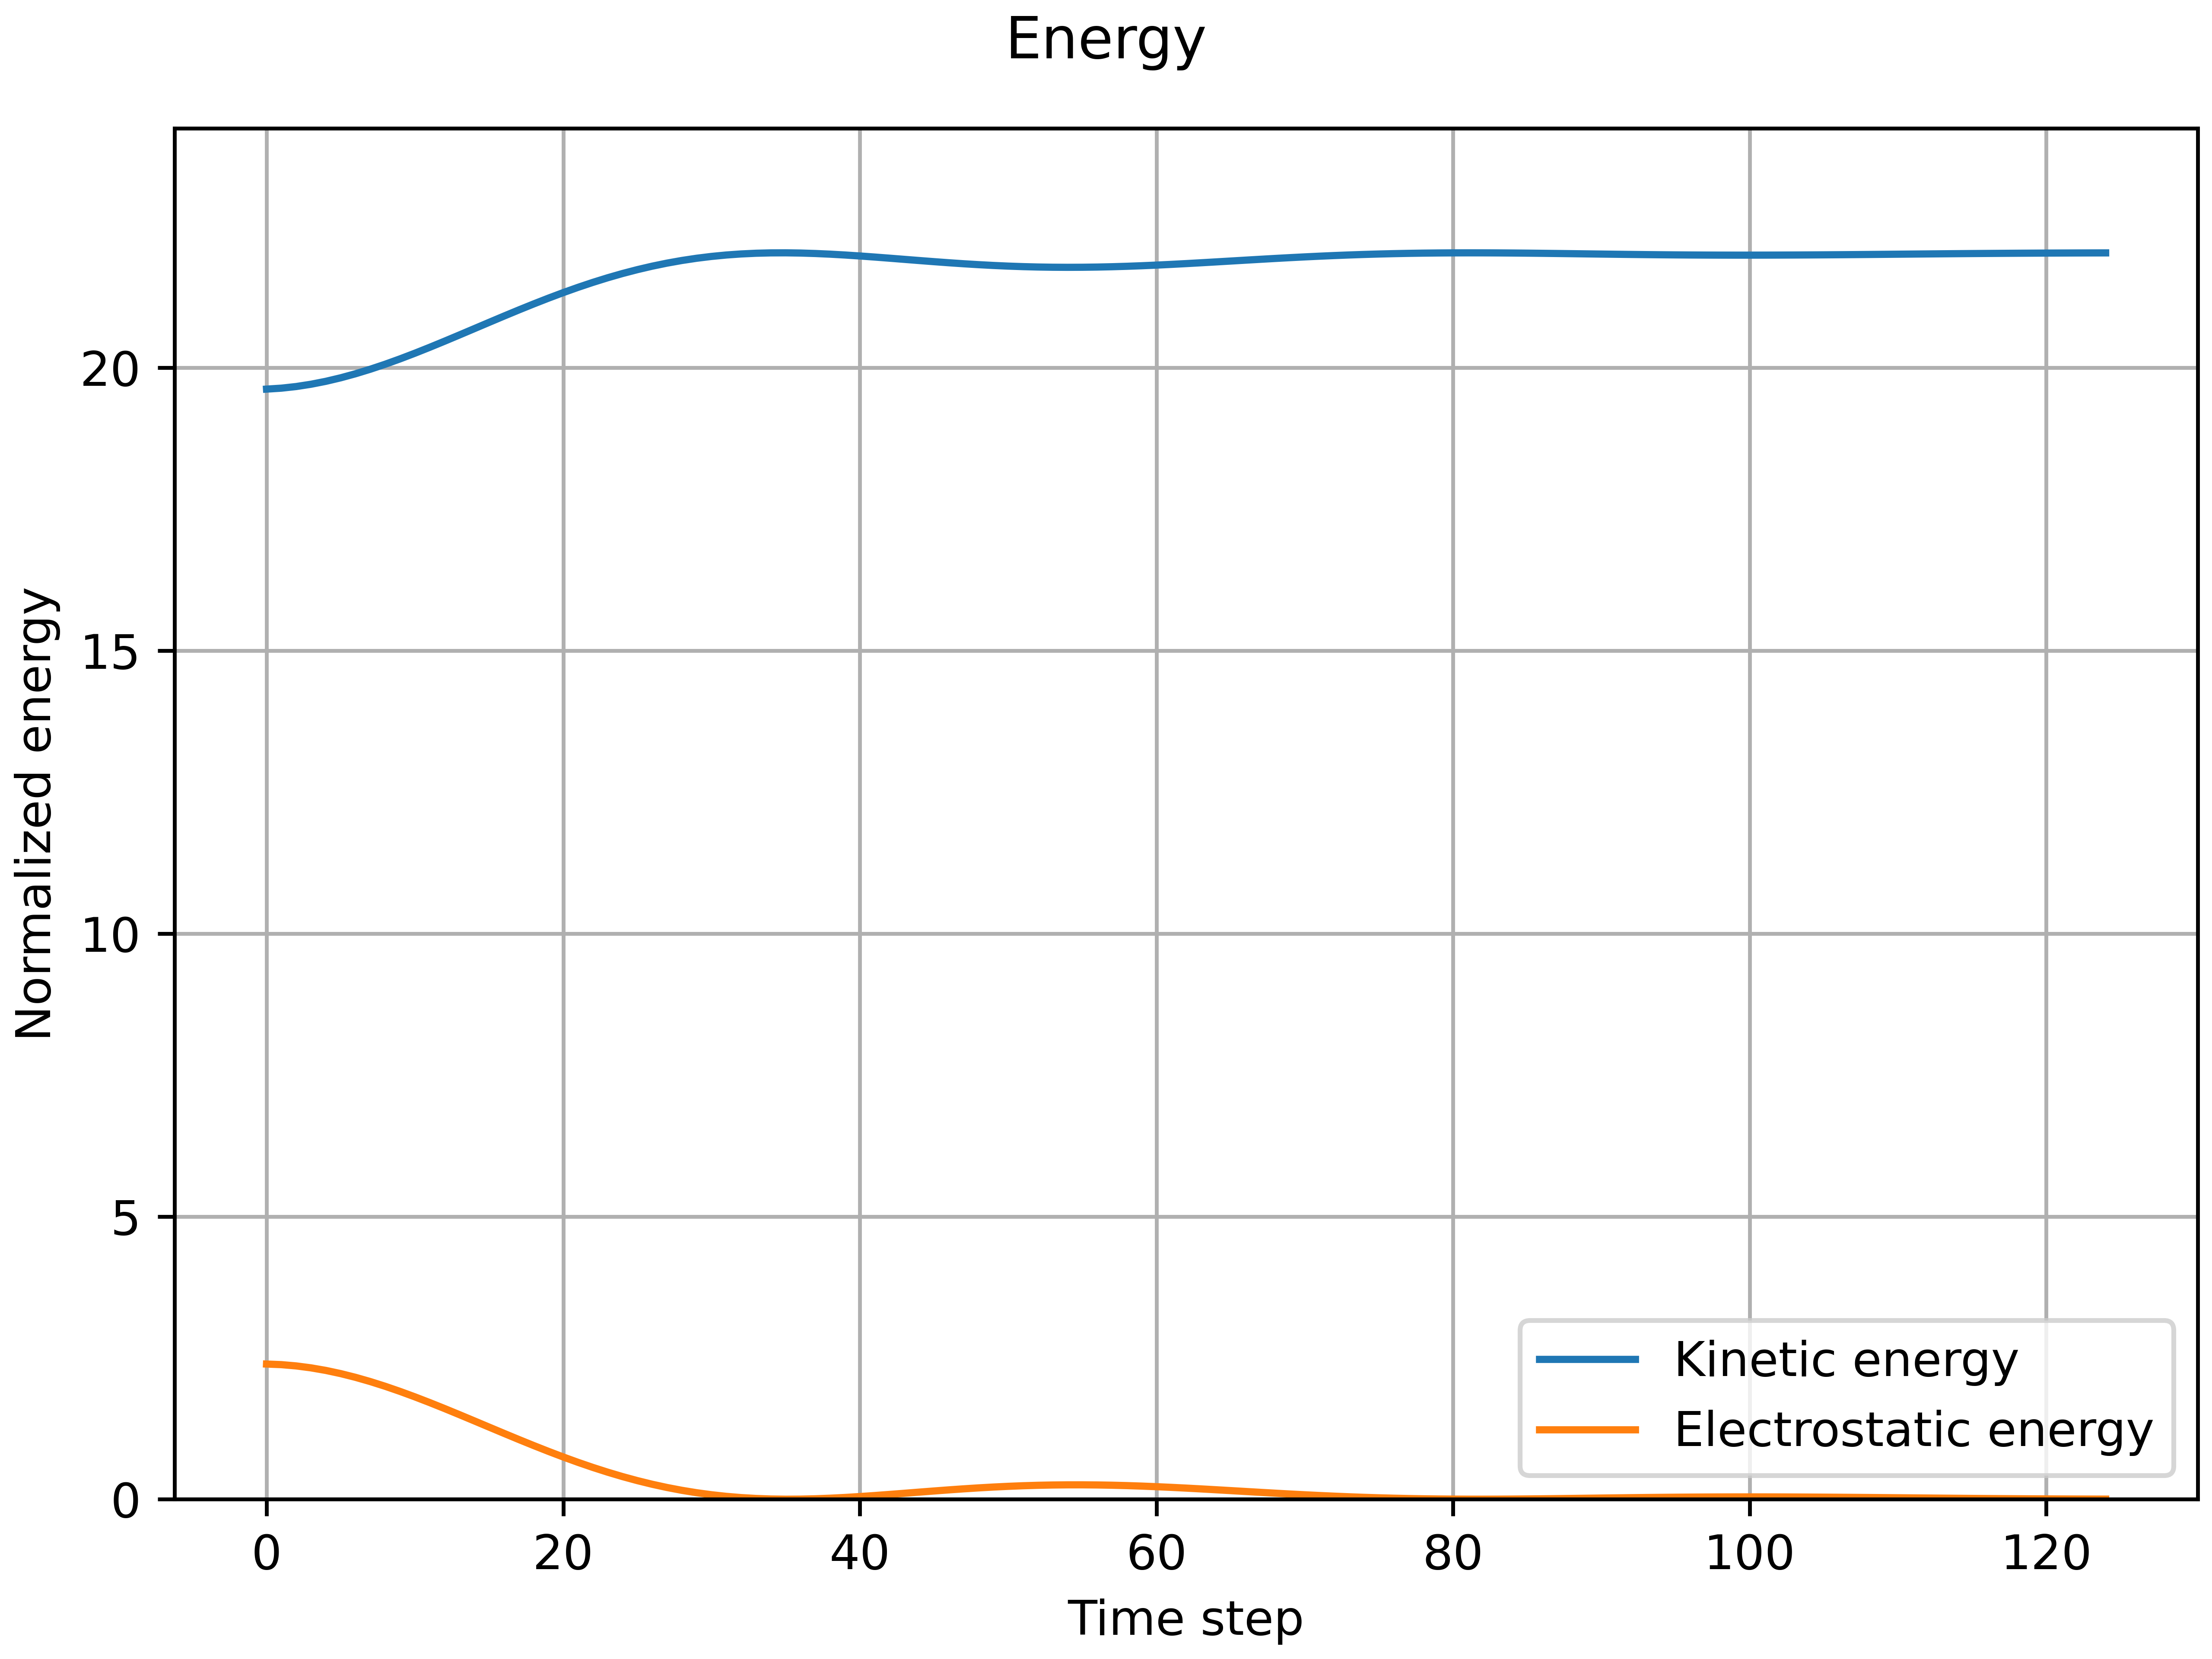 Energy
Normalized energy
20
15
10
5
0
Kinetic energy
Electrostatic energy
0 20 40 60 80 100 120
Time step